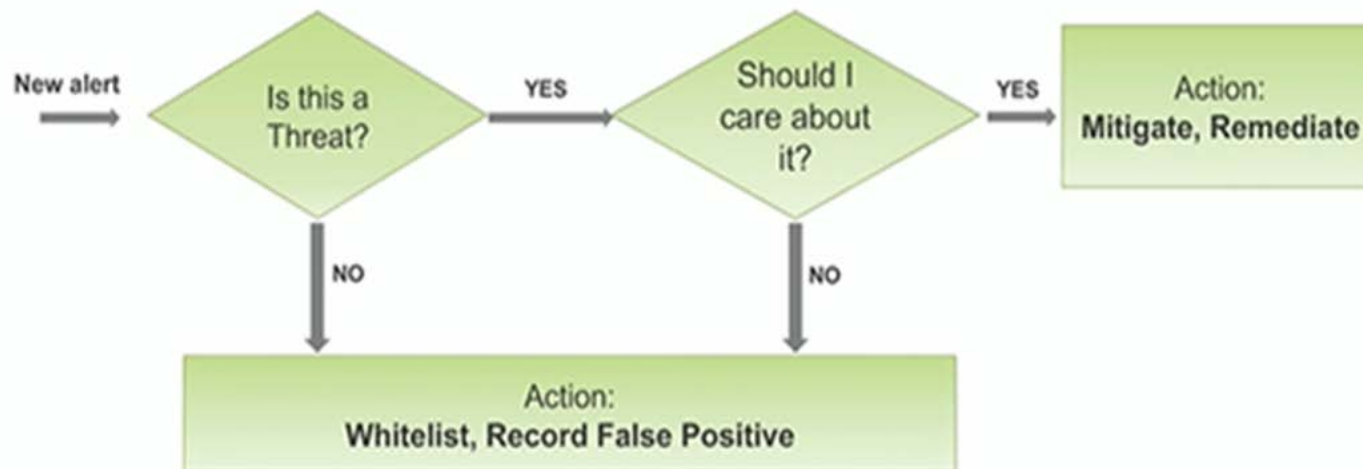 New alert
Is this a
Threat?
YES
Should I
care about
it?
YES
Action:
Mitigate, Remediate
NO
NO
Action:
Whitelist, Record False Positive